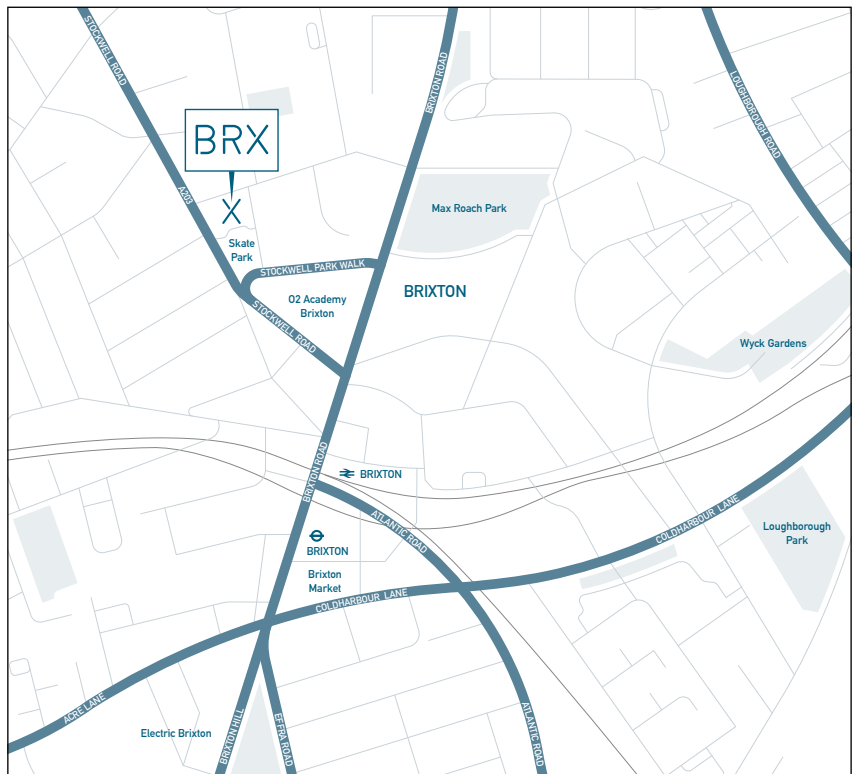 STOCKWELL ROAD
BRIXTON ROAD
LOUGHBOROUGH ROAD
BRX
A203
Max Roach Park
Skate
Park
STOCKWELL PARK WALK
BRIXTON
O2 Academy
Brixton
STOCKWELL ROAD
Wyck Gardens
BRIXTON ROAD
BRIXTON
ATLANTIC ROAD
COLDHARBOUR LANE
Loughborough
Park
BRIXTON
Brixton
Market
COLDHARBOUR LANE
ACRE LANE
Electric Brixton
BRIXTON HILL
EFFRA ROAD
ATLANTIC ROAD